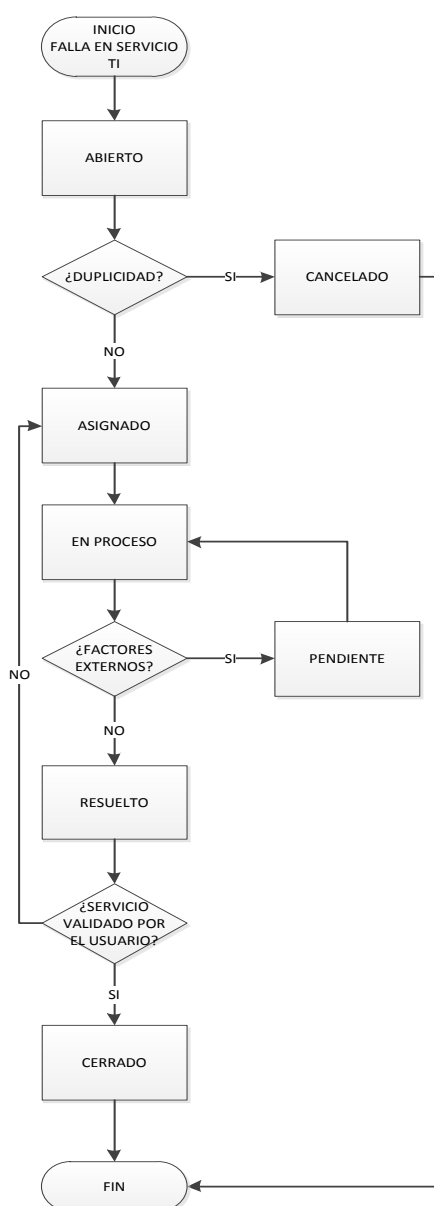 INICIO
FALLA EN SERVICIO
TI
ABIERTO
¿DUPLICIDAD?
SI
CANCELADO
NO
ASIGNADO
EN PROCESO
¿FACTORES
EXTERNOS?
SI
PENDIENTE
NO
NO
RESUELTO
¿SERVICIO
VALIDADO POR
EL USUARIO?
SI
CERRADO
FIN